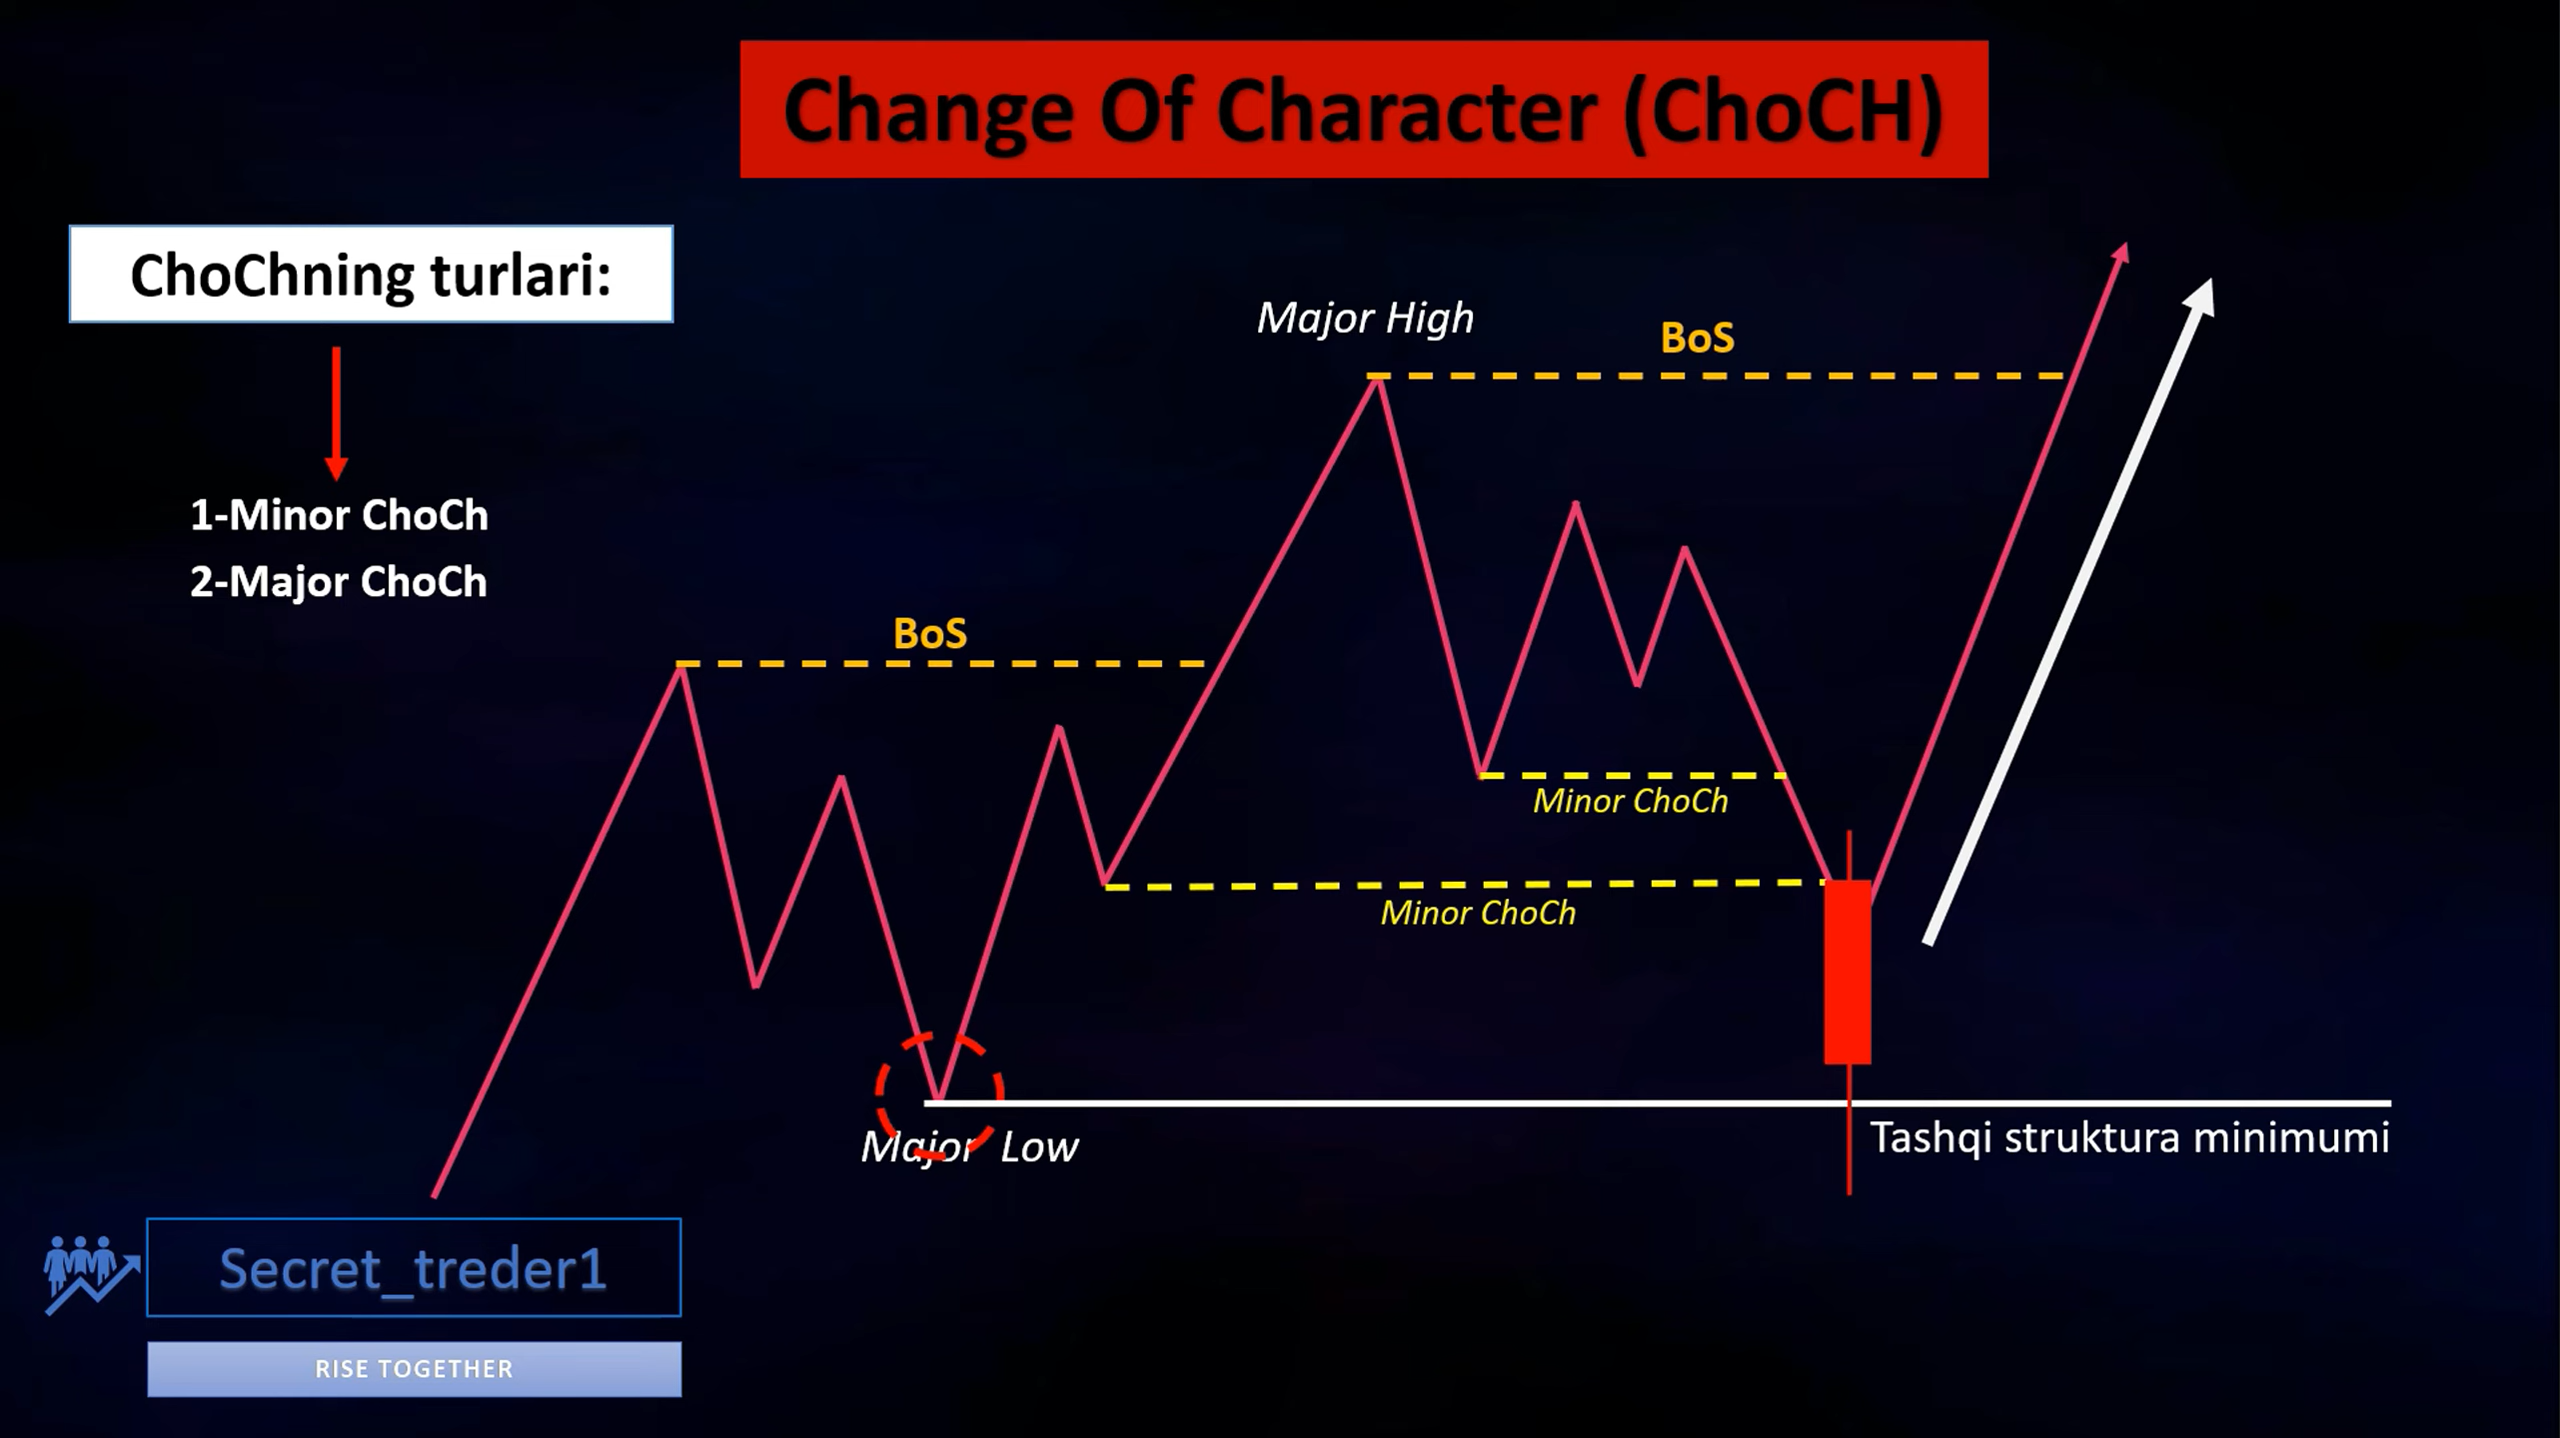 Change Of Character (ChoCH)
ChoChning turlari:
1-Minor ChoCh
2-Major ChoCh
Major High
BoS
BoS
Minor ChoCh
Minor ChoCh
Major Low
Tashqi struktura minimumi
Secret_treder1
RISE TOGETHER